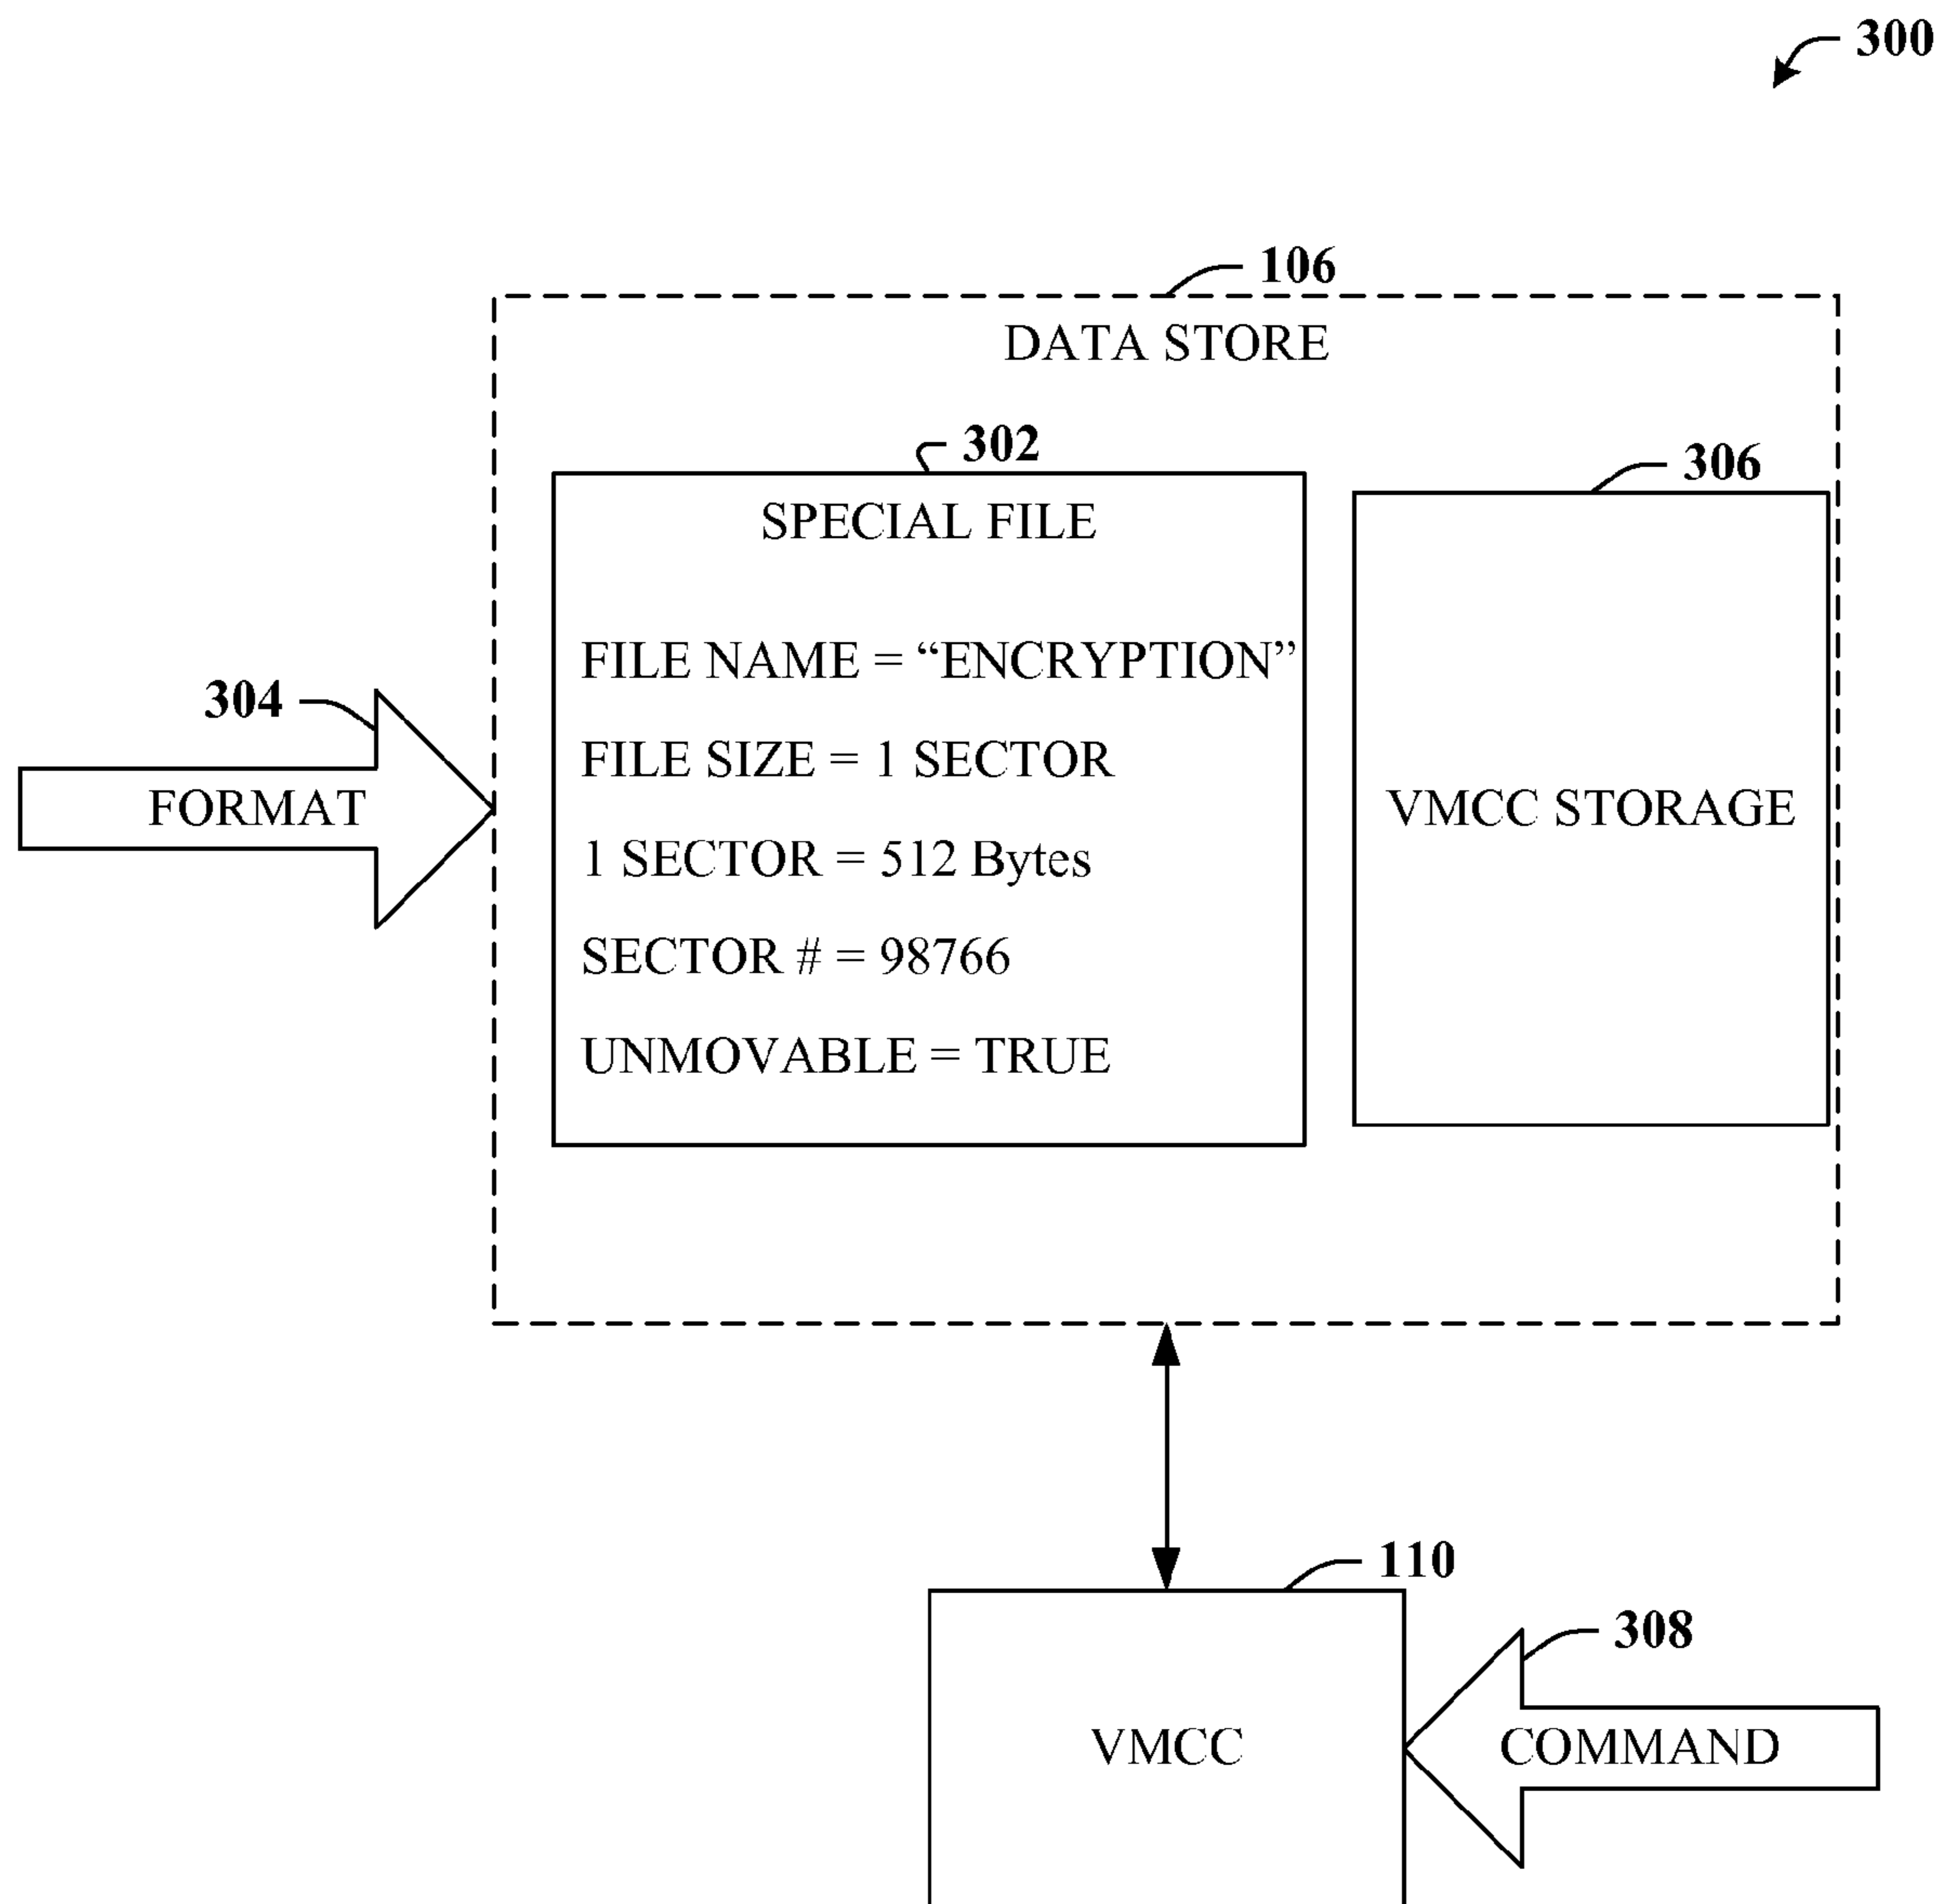 300
106
DATA STORE
302
306
SPECIAL FILE
FILE NAME = “ENCRYPTION”
304
FILE SIZE = 1 SECTOR
FORMAT
VMCC STORAGE
1 SECTOR = 512 Bytes
SECTOR # = 98766
UNMOVABLE = TRUE
110
308
VMCC
COMMAND